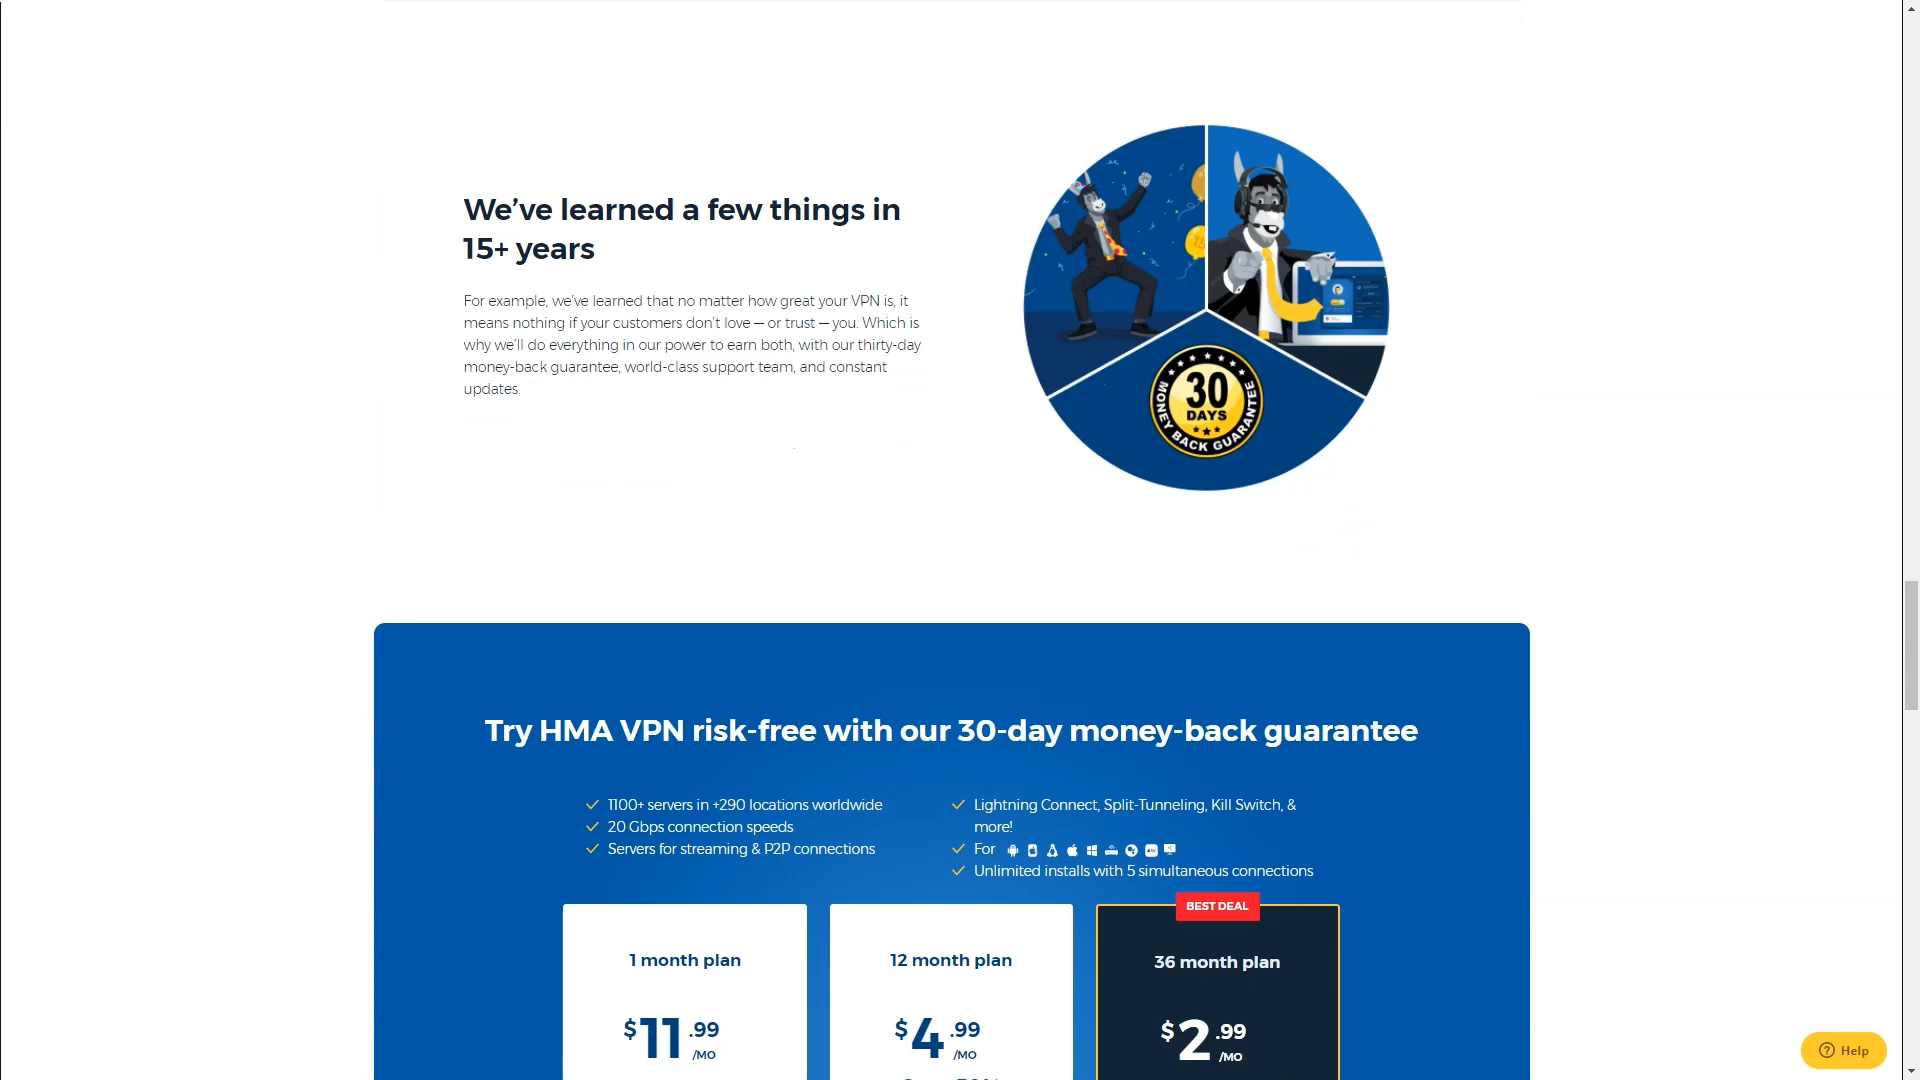 We’ve learned a few things in
15+ years
For example, we’ve learned that no matter how great your VPN is, it
means nothing if your customers don’t love — or trust — you. Which is
why we’ll do everything in our power to earn both, with our thirty-day
money-back guarantee, world-class support team, and constant
updates.
15
30
DAYS
MONEY BACK GUARANTEE
Try HMA VPN risk-free with our 30-day money-back guarantee
1100+ servers in +290 locations worldwide
20 Gbps connection speeds
Servers for streaming & P2P connections
Lightning Connect, Split-Tunneling, Kill Switch, &
more!
For
Unlimited installs with 5 simultaneous connections
1 month plan
$11.99
/MO
12 month plan
$4.99
/MO
BEST DEAL
36 month plan
$2.99
/MO
Help